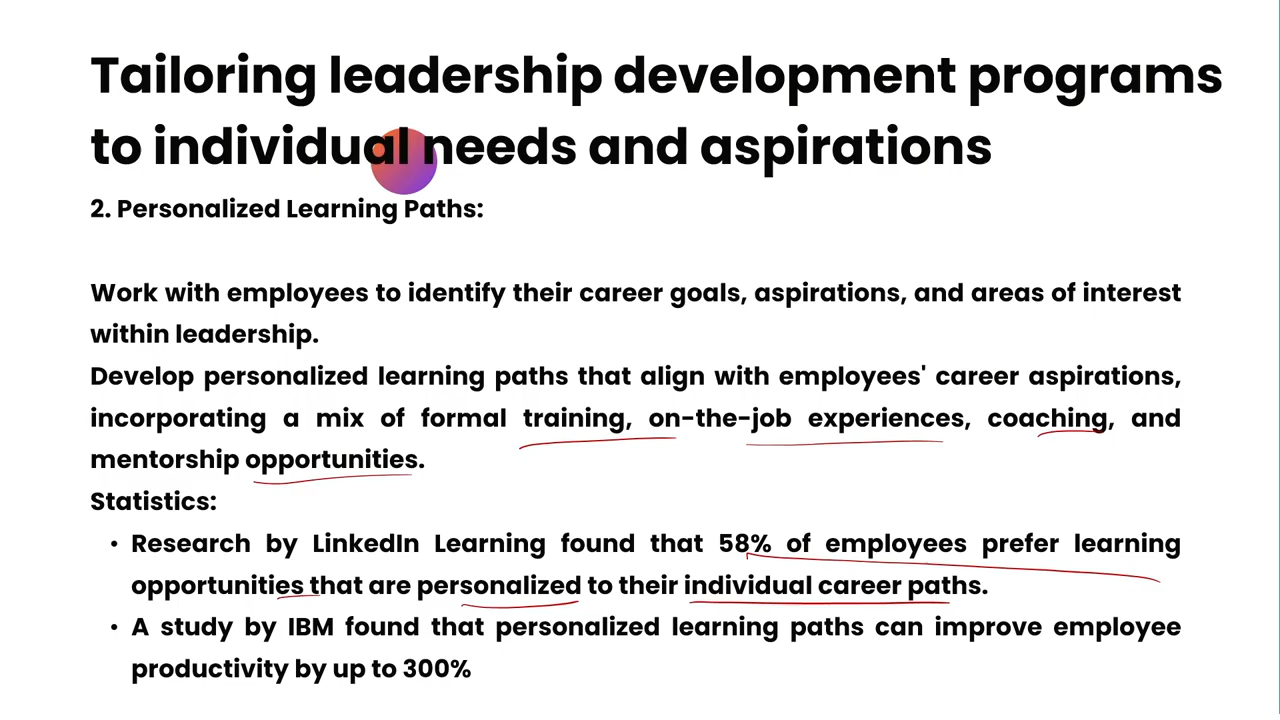 Tailoring leadership development programs
to individual needs and aspirations
2. Personalized Learning Paths:
Work with employees to identify their career goals, aspirations, and areas of interest
within leadership.
Develop personalized learning paths that align with employees' career aspirations,
incorporating a mix of formal training, on-the-job experiences, coaching, and
mentorship opportunities.
Statistics:
• Research by LinkedIn Learning found that 58% of employees prefer learning
opportunities that are personalized to their individual career paths.
• A study by IBM found that personalized learning paths can improve employee
productivity by up to 300%